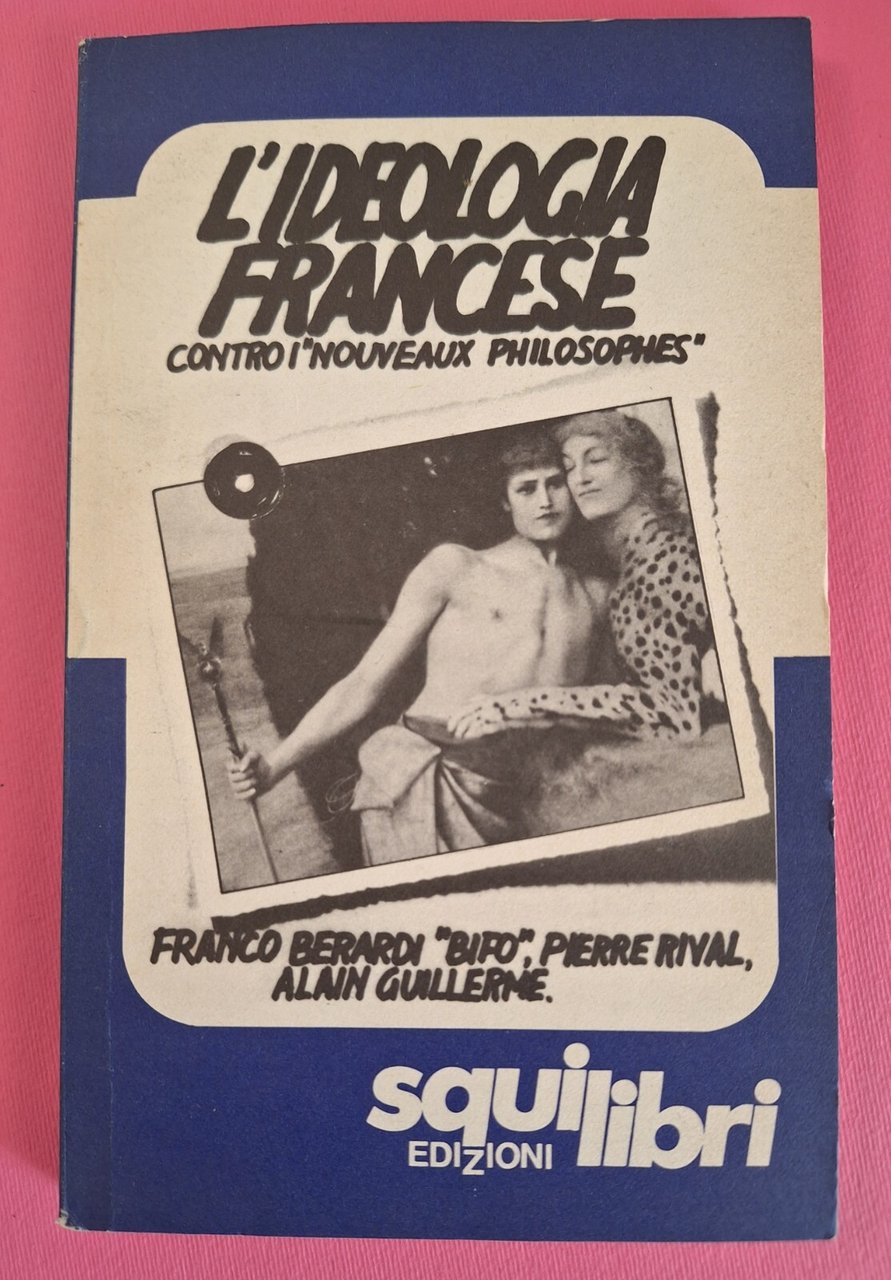 L'IDEOLOGIA
FRANCESE
CONTRO I "NOUVEAUX PHILOSOPHES"
FRANCO BERARDI "BIFO", PIERRE RIVAL,
ALAIN GUILLERME.
squilibri
EDIZIONI